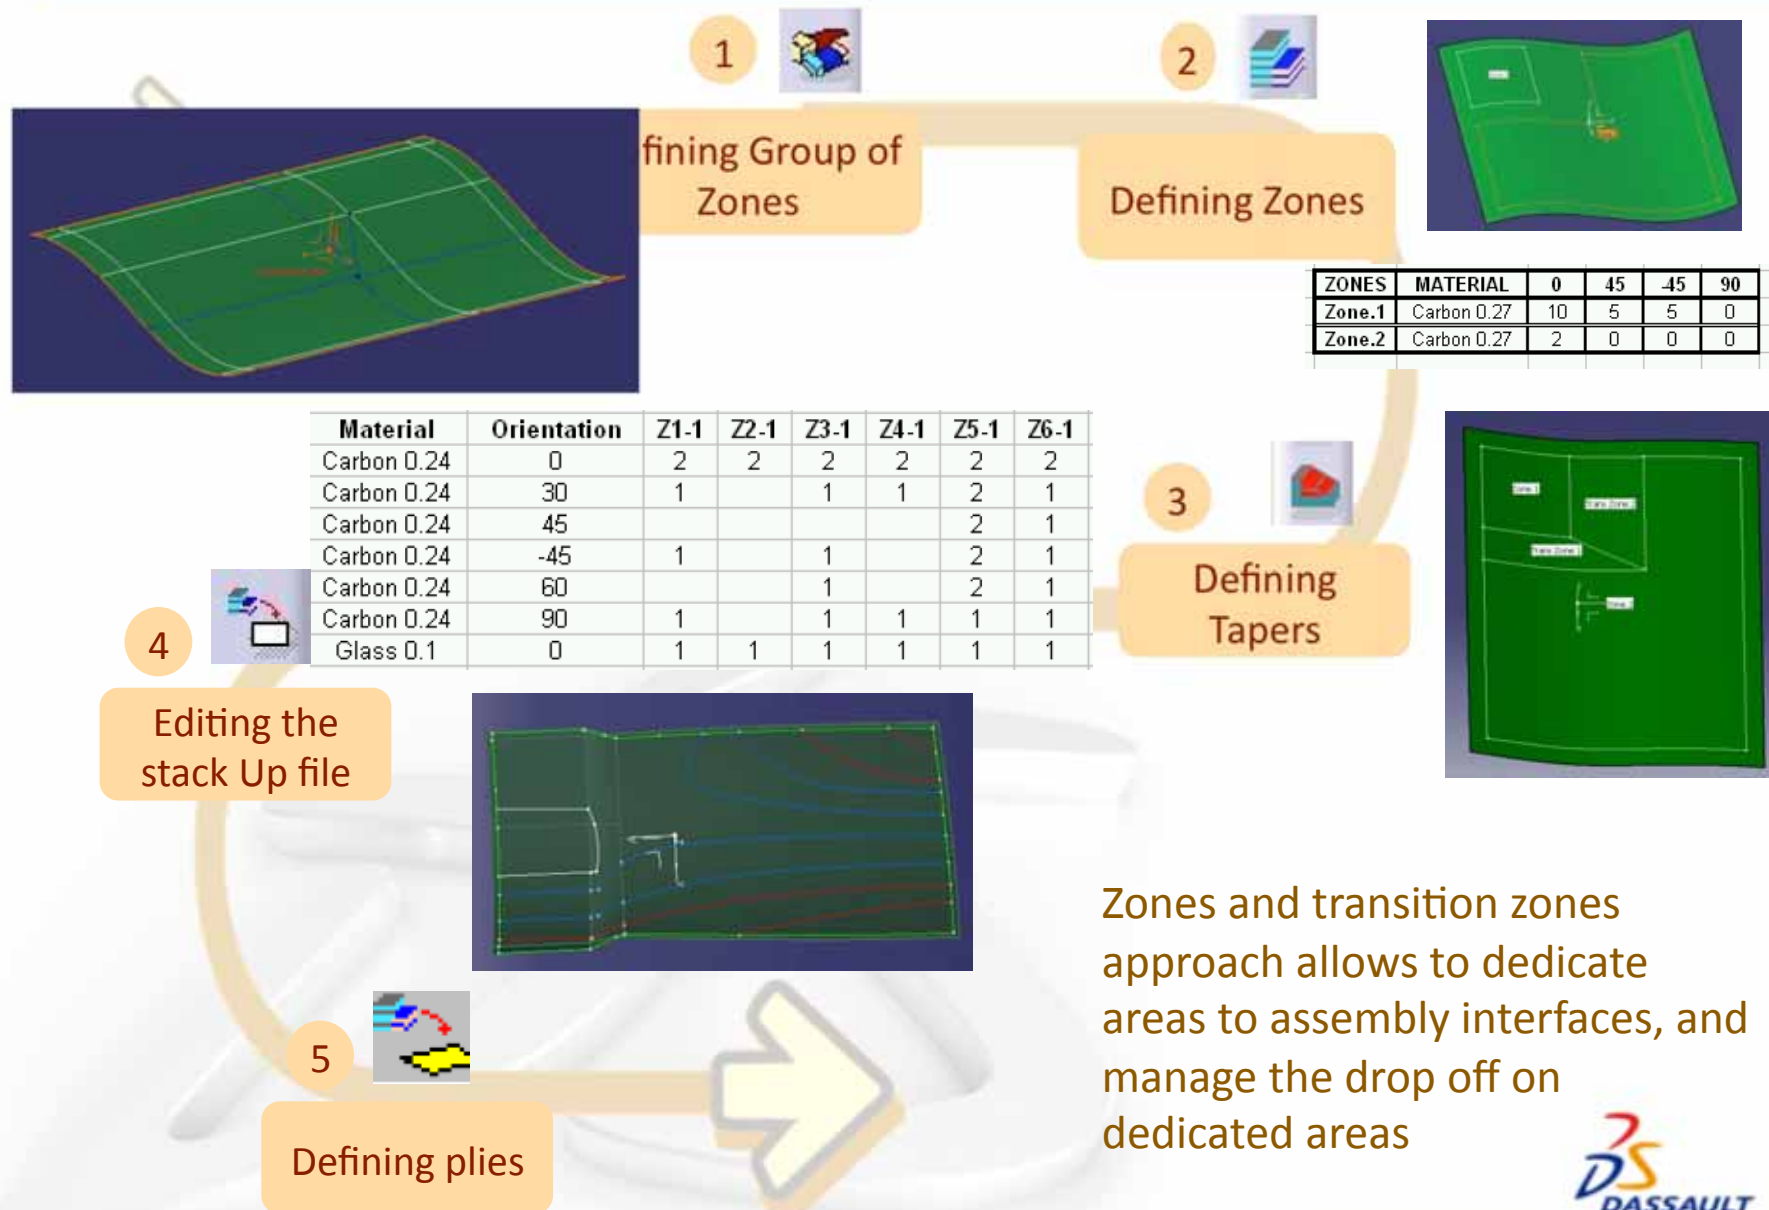 1
fining Group of
Zones
2
Defining Zones
ZONES MATERIAL 0 45 -45 90
Zone.1 Carbon 0.27 10 5 5 0
Zone.2 Carbon 0.27 2 0 0 0
Material Orientation Z1-1 Z2-1 Z3-1 Z4-1 Z5-1 Z6-1
Carbon 0.24 0 2 2 2 2 2 2
Carbon 0.24 30 1 1 1 2 1
Carbon 0.24 45 2 1
Carbon 0.24 -45 1 1 2 1
Carbon 0.24 60 1 2 1
Carbon 0.24 90 1 1 1 1 1
Glass 0.1 0 1 1 1 1 1 1
3
Defining
Tapers
4
Editing the
stack Up file
5
Defining plies
Zones and transition zones
approach allows to dedicate
areas to assembly interfaces, and
manage the drop off on
dedicated areas
DS
DASSAULT